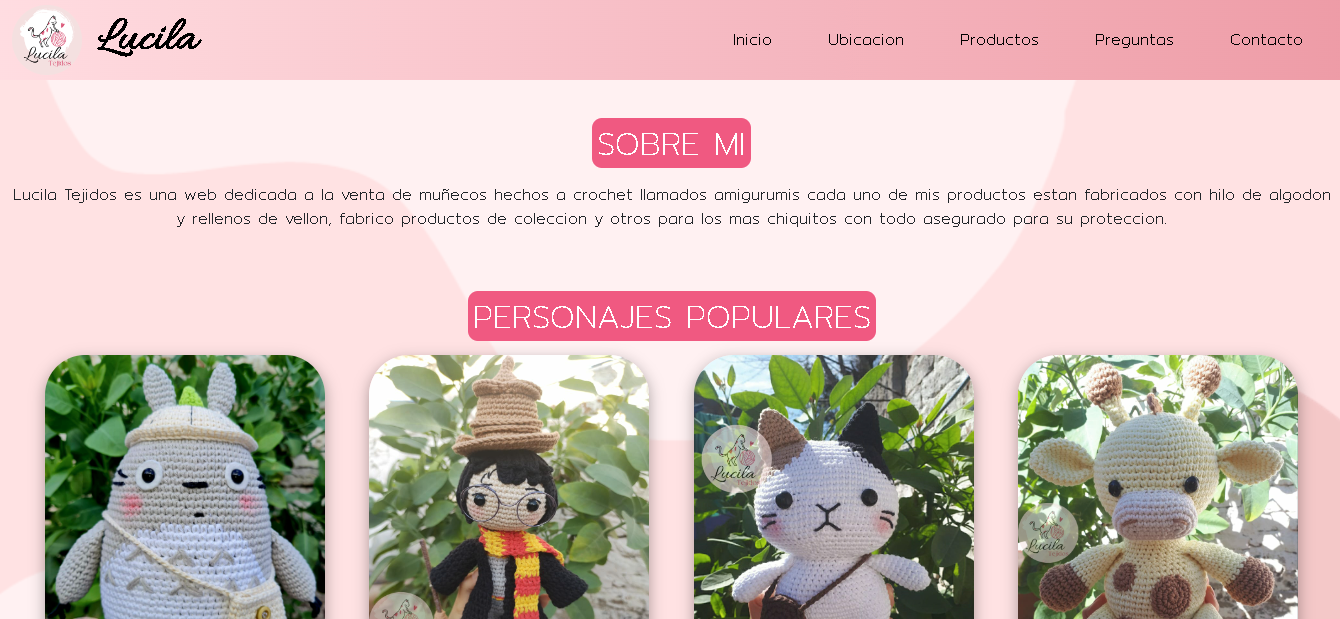 Lucila
Tejidos
Lucila
Inicio
Ubicacion
Productos
Preguntas
Contacto
SOBRE MI
Lucila Tejidos es una web dedicada a la venta de muñecos hechos a crochet llamados amigurumis cada uno de mis productos estan fabricados con hilo de algodon
y rellenos de vellon, fabrico productos de coleccion y otros para los mas chiquitos con todo asegurado para su proteccion.
PERSONAJES POPULARES
Lucila
Lucila